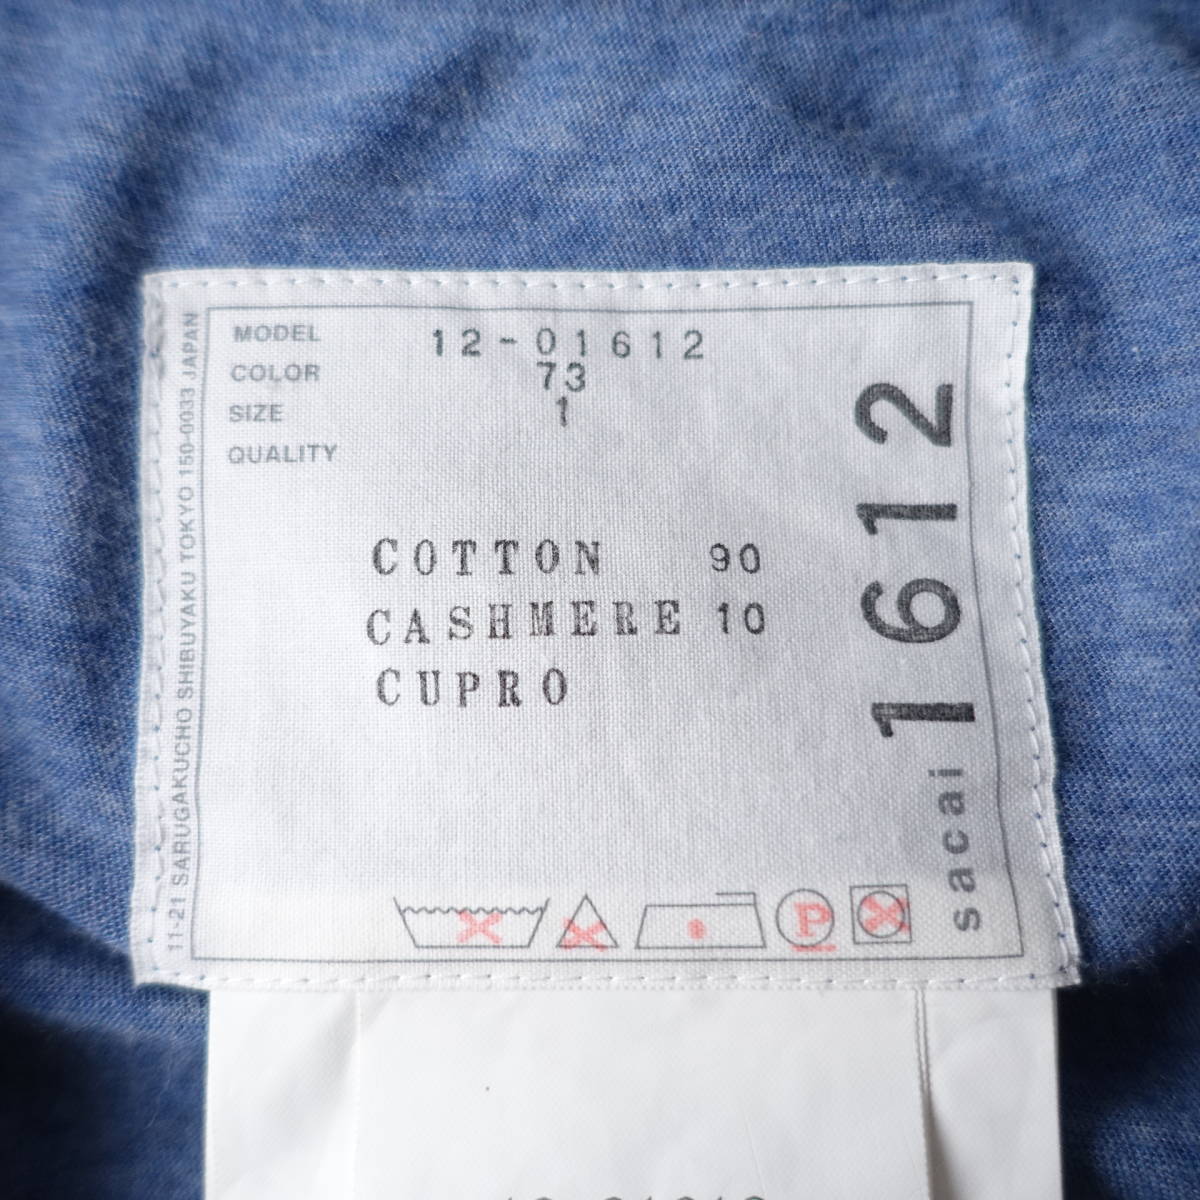 MODEL 12-01612
COLOR 73
SIZE 1
QUALITY
COTTON 90
CASHMERE 10
CUPRO
P
sacai 1612
11-21 SARUGAKUCHO SHIBUYAKU TOKYO 150-0033 JAPAN